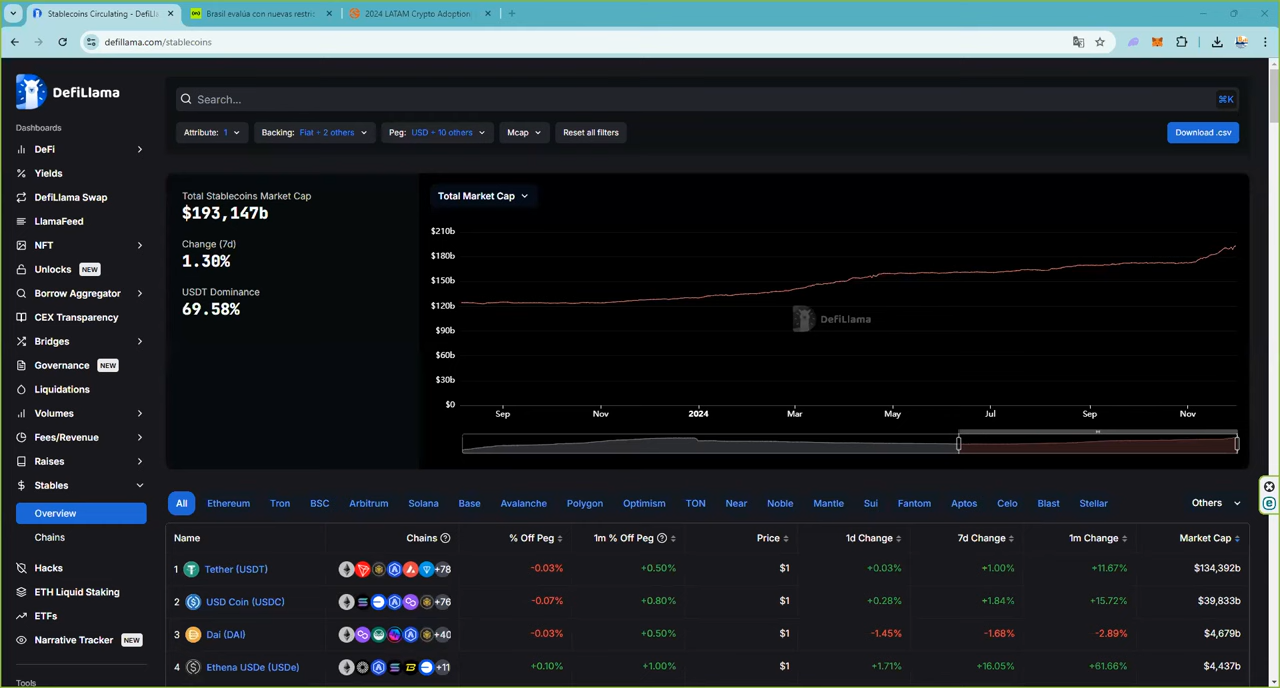 Stablecoins Circulating - DefiLl
Brasil evalúa con nuevas restric
2024 LATAM Crypto Adoption
defillama.com/stablecoins
DefiLlama
Search...
⌘K
Attribute: 1
Backing: Fiat + 2 others
Peg: USD + 10 others
Mcap
Reset all filters
Download .csv
Dashboards
DeFi
Yields
DefiLlama Swap
LlamaFeed
NFT
Unlocks NEW
Borrow Aggregator
CEX Transparency
Bridges
Governance NEW
Liquidations
Volumes
Fees/Revenue
Raises
Stables
Overview
Chains
Hacks
ETH Liquid Staking
ETFs
Narrative Tracker NEW
Tools
Total Stablecoins Market Cap
$193,147b
Change (7d)
1.30%
USDT Dominance
69.58%
Total Market Cap
$210b
$180b
$150b
$120b
$90b
$60b
$30b
$0
DefiLlama
Sep Nov 2024 Mar May Jul Sep Nov
All Ethereum Tron BSC Arbitrum Solana Base Avalanche Polygon Optimism TON Near Noble Mantle Sui Fantom Aptos Celo Blast Stellar Others
Name Chains % Off Peg 1m % Off Peg Price 1d Change 7d Change 1m Change Market Cap
1 Tether (USDT) +78 -0.03% +0.50% $1 +0.03% +1.00% +11.67% $134,392b
2 USD Coin (USDC) +76 -0.07% +0.80% $1 +0.28% +1.84% +15.72% $39,833b
3 Dai (DAI) +40 -0.03% +0.50% $1 -1.45% -1.68% -2.89% $4,679b
4 Ethena USDe (USDe) +11 +0.10% +1.00% $1 +1.71% +16.05% +61.66% $4,437b